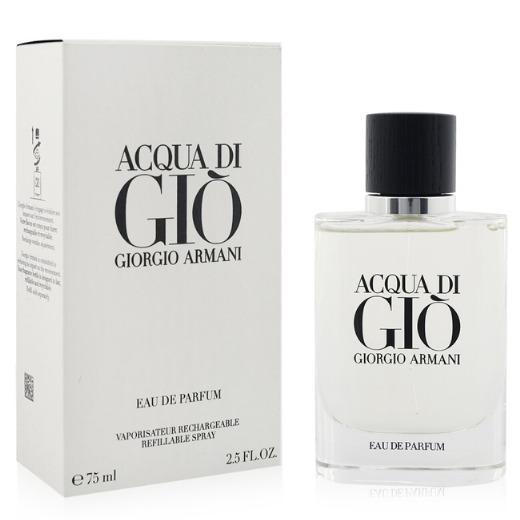 ACQUA DI
GIÒ
GIORGIO ARMANI
EAU DE PARFUM
VAPORISATEUR RECHARGEABLE
REFILLABLE SPRAY
℮ 75 ml
2.5 FL.OZ.
ACQUA DI
GIÒ
GIORGIO ARMANI
EAU DE PARFUM